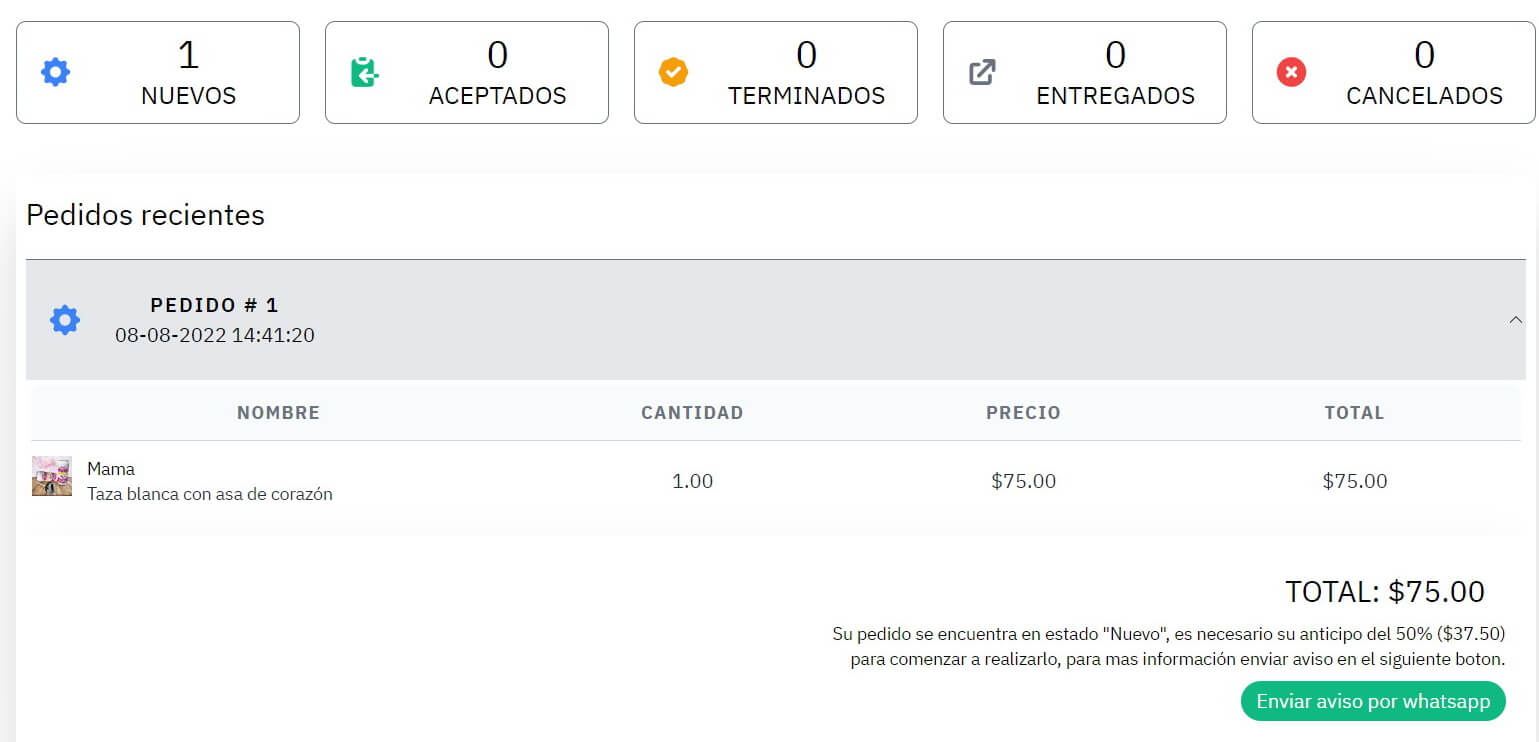 1
NUEVOS
0
ACEPTADOS
0
TERMINADOS
0
ENTREGADOS
0
CANCELADOS
Pedidos recientes
PEDIDO # 1
08-08-2022 14:41:20
NOMBRE CANTIDAD PRECIO TOTAL
Mama
Taza blanca con asa de corazón
1.00 $75.00 $75.00
TOTAL: $75.00
Su pedido se encuentra en estado "Nuevo", es necesario su anticipo del 50% ($37.50)
para comenzar a realizarlo, para mas información enviar aviso en el siguiente boton.
Enviar aviso por whatsapp